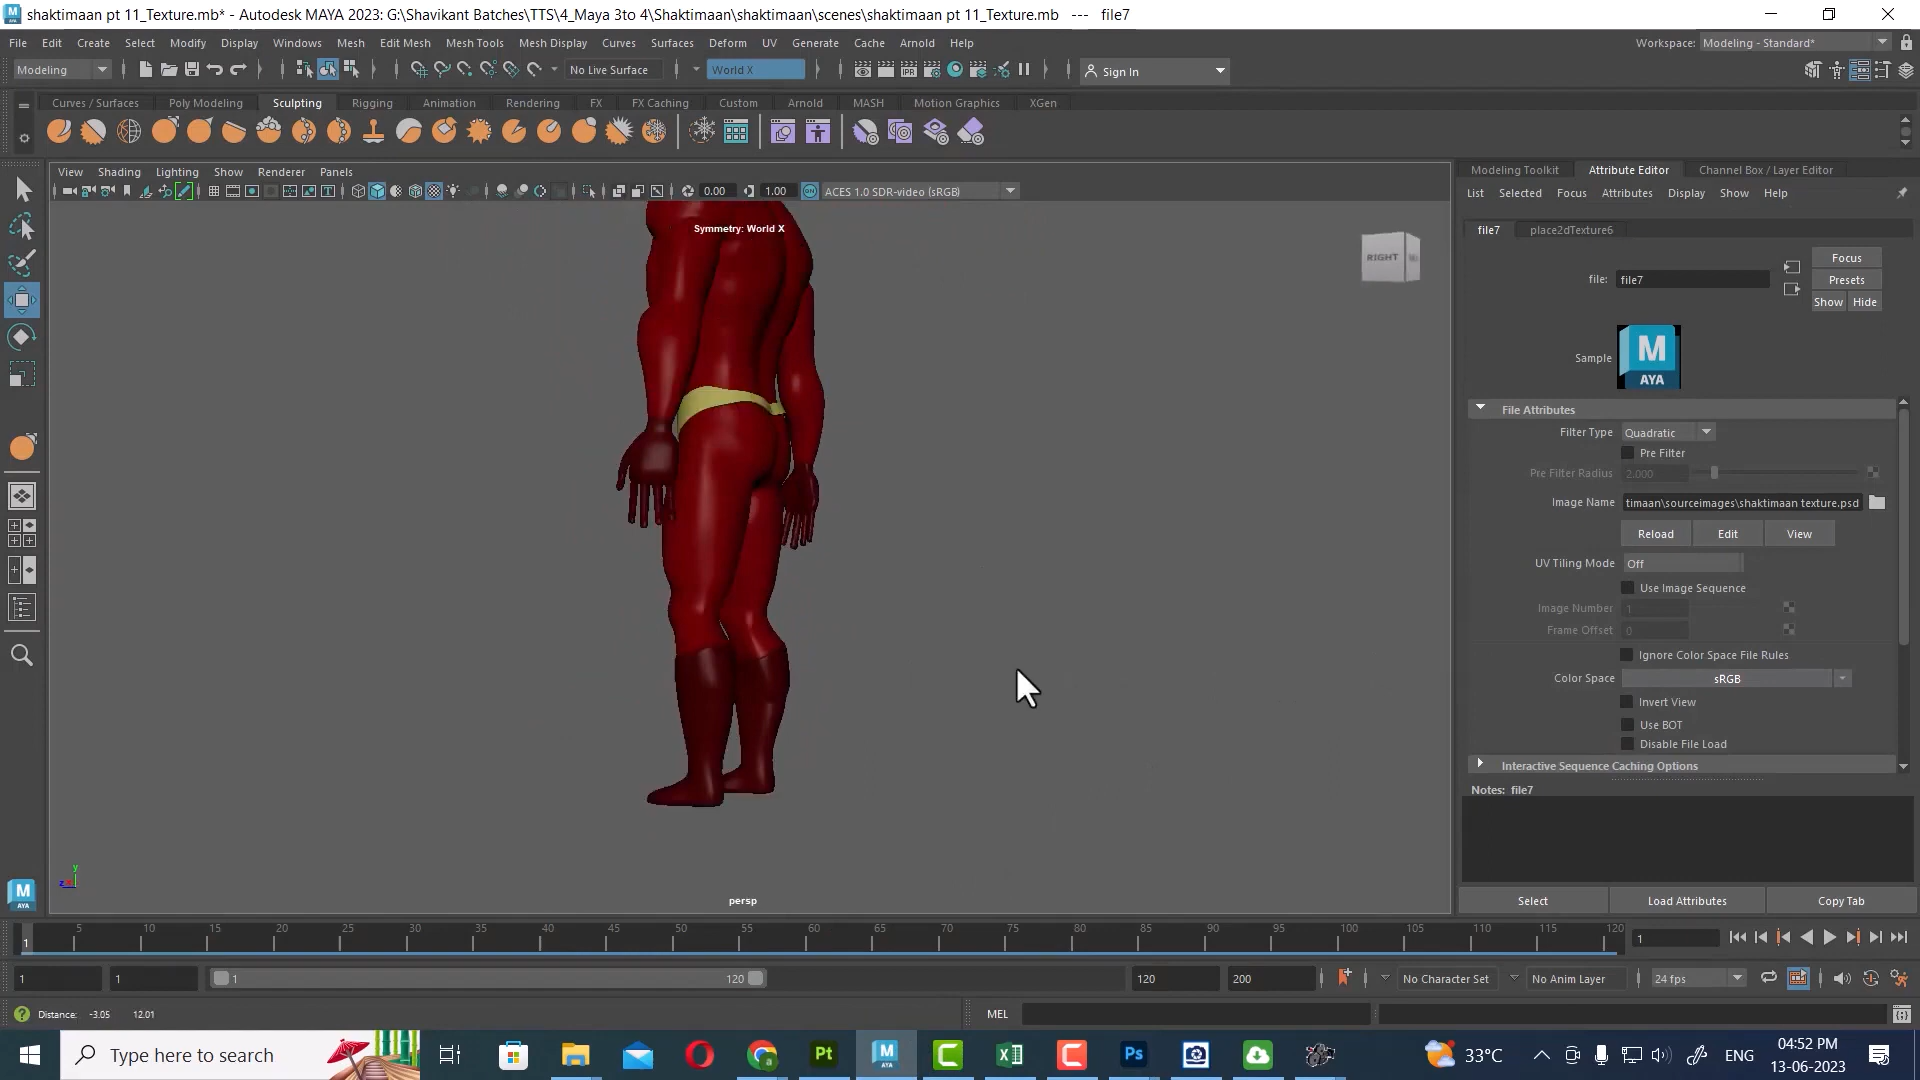 shaktimaan pt 11_Texture.mb* - Autodesk MAYA 2023: G:\Shavikant Batches\TTS\4_Maya 3to 4\Shaktimaan\shaktimaan\scenes\shaktimaan pt 11_Texture.mb --- file7
File Edit Create Select Modify Display Windows Mesh Edit Mesh Mesh Tools Mesh Display Curves Surfaces Deform UV Generate Cache Arnold Help
Workspace: Modeling - Standard*
Modeling No Live Surface World X Sign In
Curves / Surfaces Poly Modeling Sculpting Rigging Animation Rendering FX FX Caching Custom Arnold MASH Motion Graphics XGen
View Shading Lighting Show Renderer Panels
0.00 1.00 ACES 1.0 SDR-video (sRGB)
Symmetry: World X
RIGHT
persp
Modeling Toolkit Attribute Editor Channel Box / Layer Editor
List Selected Focus Attributes Display Show Help
file7 place2dTexture6
Focus
file: file7
Presets
Show Hide
Sample
M
AYA
File Attributes
Filter Type Quadratic
Pre Filter
Pre Filter Radius 2.000
Image Name timaan\sourceimages\shaktimaan texture.psd
Reload Edit View
UV Tiling Mode Off
Use Image Sequence
Image Number 1
Frame Offset 0
Ignore Color Space File Rules
Color Space sRGB
Invert View
Use BOT
Disable File Load
Interactive Sequence Caching Options
Notes: file7
Select Load Attributes Copy Tab
1 5 10 15 20 25 30 35 40 45 50 55 60 65 70 75 80 85 90 95 100 105 110 115 120 1
1 1 1 120 120 200 No Character Set No Anim Layer 24 fps
Distance: -3.05 12.01 MEL
Type here to search
33°C ENG
04:52 PM
13-06-2023